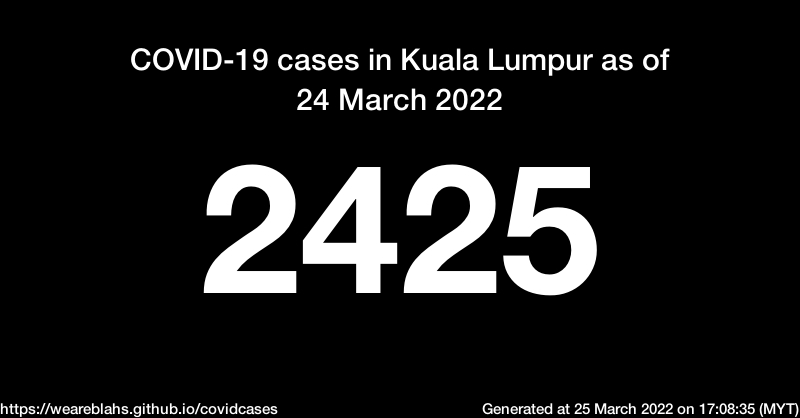 COVID-19 cases in Kuala Lumpur as of
24 March 2022
2425
https://weareblahs.github.io/covidcases
Generated at 25 March 2022 on 17:08:35 (MYT)